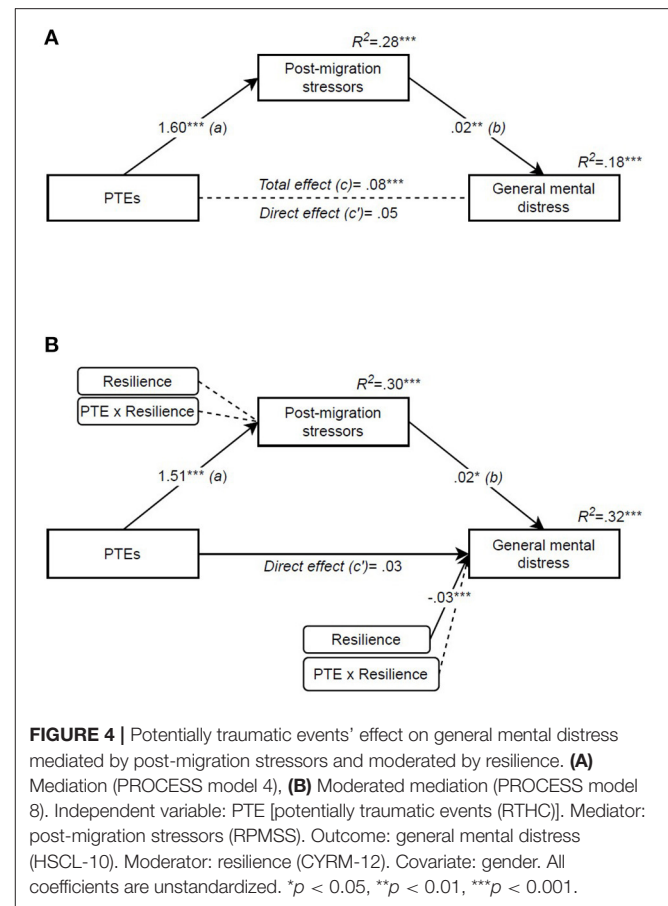 A
R²=.28***
Post-migration
stressors
1.60*** (a)
.02** (b)
R²=.18***
PTEs
Total effect (c)= .08***
Direct effect (c')= .05
General mental
distress
B
Resilience
PTE x Resilience
R²=.30***
Post-migration
stressors
1.51*** (a)
.02* (b)
R²=.32***
PTEs
Direct effect (c')= .03
General mental
distress
-.03***
Resilience
PTE x Resilience
FIGURE 4 | Potentially traumatic events’ effect on general mental distress
mediated by post-migration stressors and moderated by resilience. (A)
Mediation (PROCESS model 4), (B) Moderated mediation (PROCESS model
8). Independent variable: PTE [potentially traumatic events (RTHC)]. Mediator:
post-migration stressors (RPMSS). Outcome: general mental distress
(HSCL-10). Moderator: resilience (CYRM-12). Covariate: gender. All
coefficients are unstandardized. *p < 0.05, **p < 0.01, ***p < 0.001.